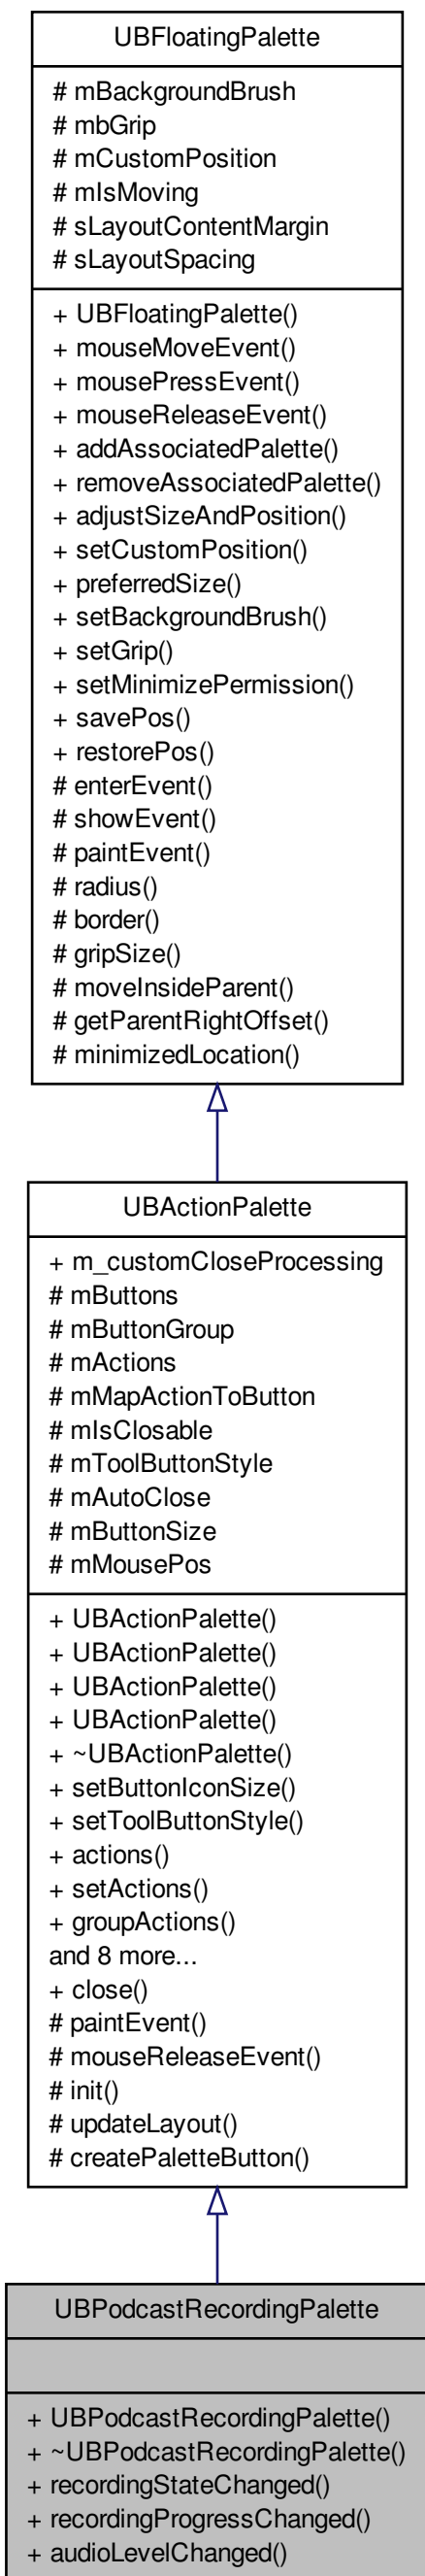 UBFloatingPalette
# mBackgroundBrush
# mbGrip
# mCustomPosition
# mIsMoving
# sLayoutContentMargin
# sLayoutSpacing
+ UBFloatingPalette()
+ mouseMoveEvent()
+ mousePressEvent()
+ mouseReleaseEvent()
+ addAssociatedPalette()
+ removeAssociatedPalette()
+ adjustSizeAndPosition()
+ setCustomPosition()
+ preferredSize()
+ setBackgroundBrush()
+ setGrip()
+ setMinimizePermission()
+ savePos()
+ restorePos()
# enterEvent()
# showEvent()
# paintEvent()
# radius()
# border()
# gripSize()
# moveInsideParent()
# getParentRightOffset()
# minimizedLocation()
UBActionPalette
+ m_customCloseProcessing
# mButtons
# mButtonGroup
# mActions
# mMapActionToButton
# mIsClosable
# mToolButtonStyle
# mAutoClose
# mButtonSize
# mMousePos
+ UBActionPalette()
+ UBActionPalette()
+ UBActionPalette()
+ UBActionPalette()
+ ~UBActionPalette()
+ setButtonIconSize()
+ setToolButtonStyle()
+ actions()
+ setActions()
+ groupActions()
and 8 more...
+ close()
# paintEvent()
# mouseReleaseEvent()
# init()
# updateLayout()
# createPaletteButton()
UBPodcastRecordingPalette
+ UBPodcastRecordingPalette()
+ ~UBPodcastRecordingPalette()
+ recordingStateChanged()
+ recordingProgressChanged()
+ audioLevelChanged()